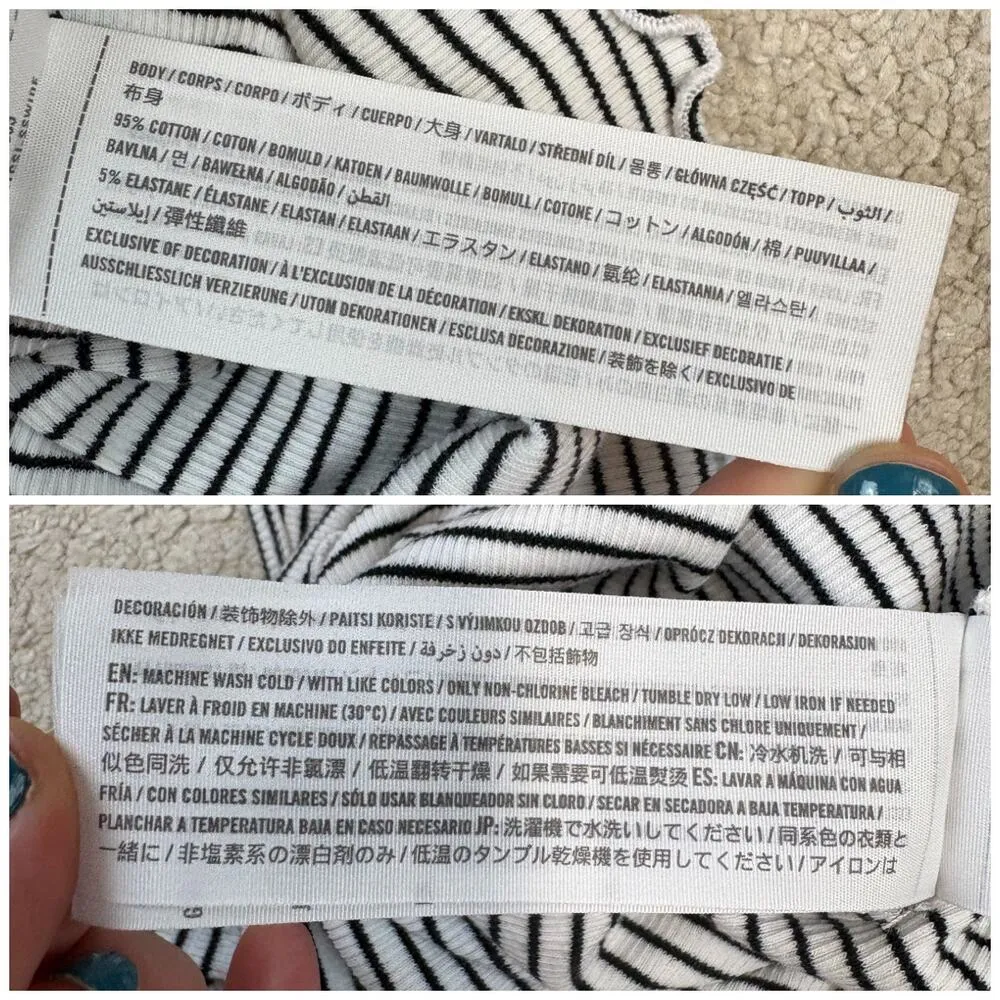 BODY / CORPS / CORPO / ボディ / CUERPO / 大身 / VARTALO / STŘEDNÍ DÍL / 몸통 / GŁÓWNA CZĘŚĆ / TOPP / الثوب /
布身
95% COTTON / COTON / BOMULD / KATOEN / BAUMWOLLE / BOMULL / COTONE / コットン / ALGODÓN / 棉 / PUUVILLAA /
BAVLNA / 면 / BAWEŁNA / ALGODÃO / القطن
5% ELASTANE / ÉLASTANE / ELASTAN / ELASTAAN / エラスタン / ELASTANO / 氨纶 / ELASTAANIA / 엘라스탄 /
إيلاستين / 彈性纖維
EXCLUSIVE OF DECORATION / À L'EXCLUSION DE LA DÉCORATION / EKSKL. DEKORATION / EXCLUSIEF DECORATIE /
AUSSCHLIESSLICH VERZIERUNG / UTOM DEKORATIONEN / ESCLUSA DECORAZIONE / 装飾を除く / EXCLUSIVO DE
DECORACIÓN / 装饰物除外 / PAITSI KORISTE / S VÝJIMKOU OZDOB / 고급 장식 / OPRÓCZ DEKORACJI / DEKORASJON
IKKE MEDREGNET / EXCLUSIVO DO ENFEITE / دون زخرفة / 不包括飾物
EN: MACHINE WASH COLD / WITH LIKE COLORS / ONLY NON-CHLORINE BLEACH / TUMBLE DRY LOW / LOW IRON IF NEEDED
FR: LAVER À FROID EN MACHINE (30°C) / AVEC COULEURS SIMILAIRES / BLANCHIMENT SANS CHLORE UNIQUEMENT /
SÉCHER À LA MACHINE CYCLE DOUX / REPASSAGE À TEMPÉRATURES BASSES SI NÉCESSAIRE CN: 冷水机洗 / 可与相
似色同洗 / 仅允许非氯漂 / 低温翻转干燥 / 如果需要可低温熨烫 ES: LAVAR A MÁQUINA CON AGUA
FRÍA / CON COLORES SIMILARES / SÓLO USAR BLANQUEADOR SIN CLORO / SECAR EN SECADORA A BAJA TEMPERATURA /
PLANCHAR A TEMPERATURA BAJA EN CASO NECESARIO JP: 洗濯機で水洗いしてください / 同系色の衣類と
一緒に / 非塩素系の漂白剤のみ / 低温のタンブル乾燥機を使用してください / アイロンは